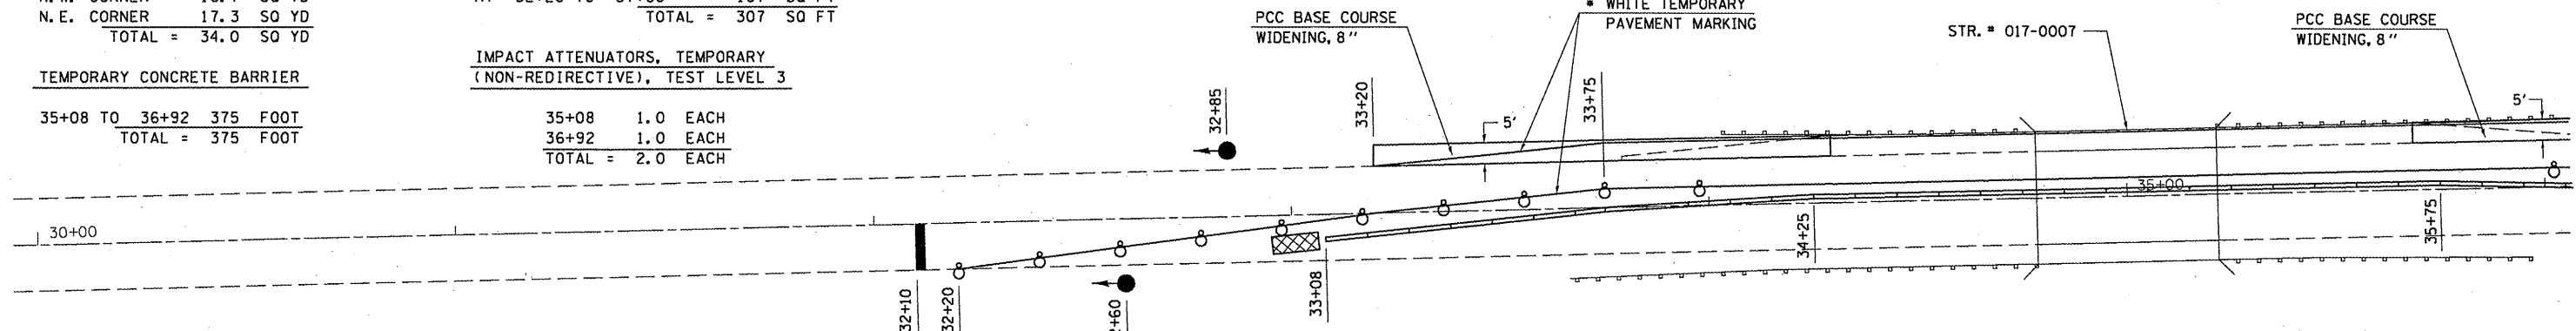 N.E. CORNER 17.3 SQ YD
TOTAL = 34.0 SQ YD
TEMPORARY CONCRETE BARRIER
35+08 TO 36+92 375 FOOT
TOTAL = 375 FOOT
TOTAL = 307 SQ FT
IMPACT ATTENUATORS, TEMPORARY
(NON-REDIRECTIVE), TEST LEVEL 3
35+08 1.0 EACH
36+92 1.0 EACH
TOTAL = 2.0 EACH
PCC BASE COURSE
WIDENING, 8"
* WHITE TEMPORARY
PAVEMENT MARKING
STR. # 017-0007
PCC BASE COURSE
WIDENING, 8"
32+85
33+20
33+75
5'
5'
30+00
35+00
32+10
32+20
+60
33+08
34+25
35+75